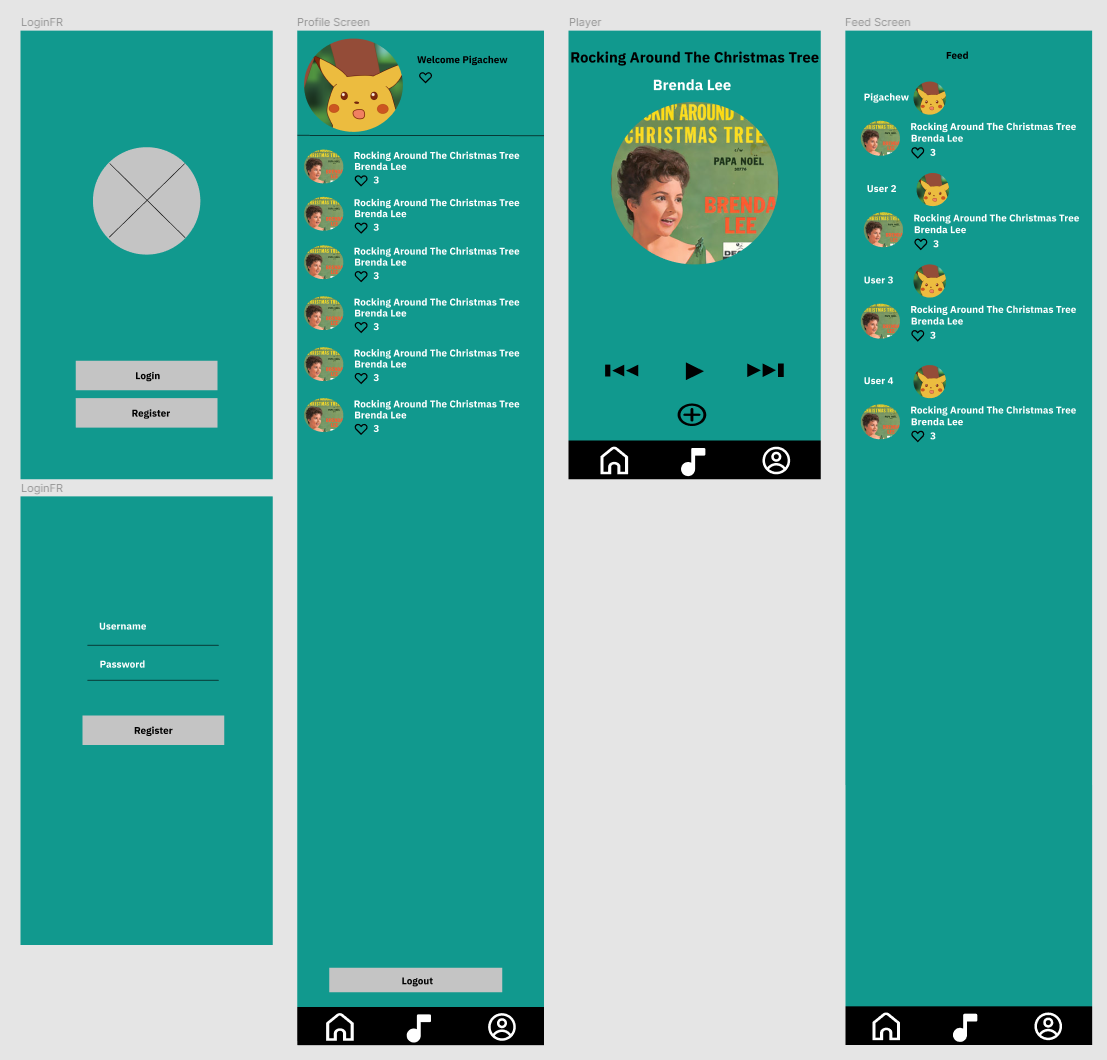 LoginFR
Login
Register
LoginFR
Username
Password
Register
Profile Screen
Welcome Pigachew
Rocking Around The Christmas Tree
Brenda Lee
3
Rocking Around The Christmas Tree
Brenda Lee
3
Rocking Around The Christmas Tree
Brenda Lee
3
Rocking Around The Christmas Tree
Brenda Lee
3
Rocking Around The Christmas Tree
Brenda Lee
3
Rocking Around The Christmas Tree
Brenda Lee
3
Logout
Player
Rocking Around The Christmas Tree
Brenda Lee
KIN' AROUND
CHRISTMAS TREE
c/w
PAPA NOËL
BRENDA
LEE
DE
Feed Screen
Feed
Pigachew
Rocking Around The Christmas Tree
Brenda Lee
3
User 2
Rocking Around The Christmas Tree
Brenda Lee
3
User 3
Rocking Around The Christmas Tree
Brenda Lee
3
User 4
Rocking Around The Christmas Tree
Brenda Lee
3